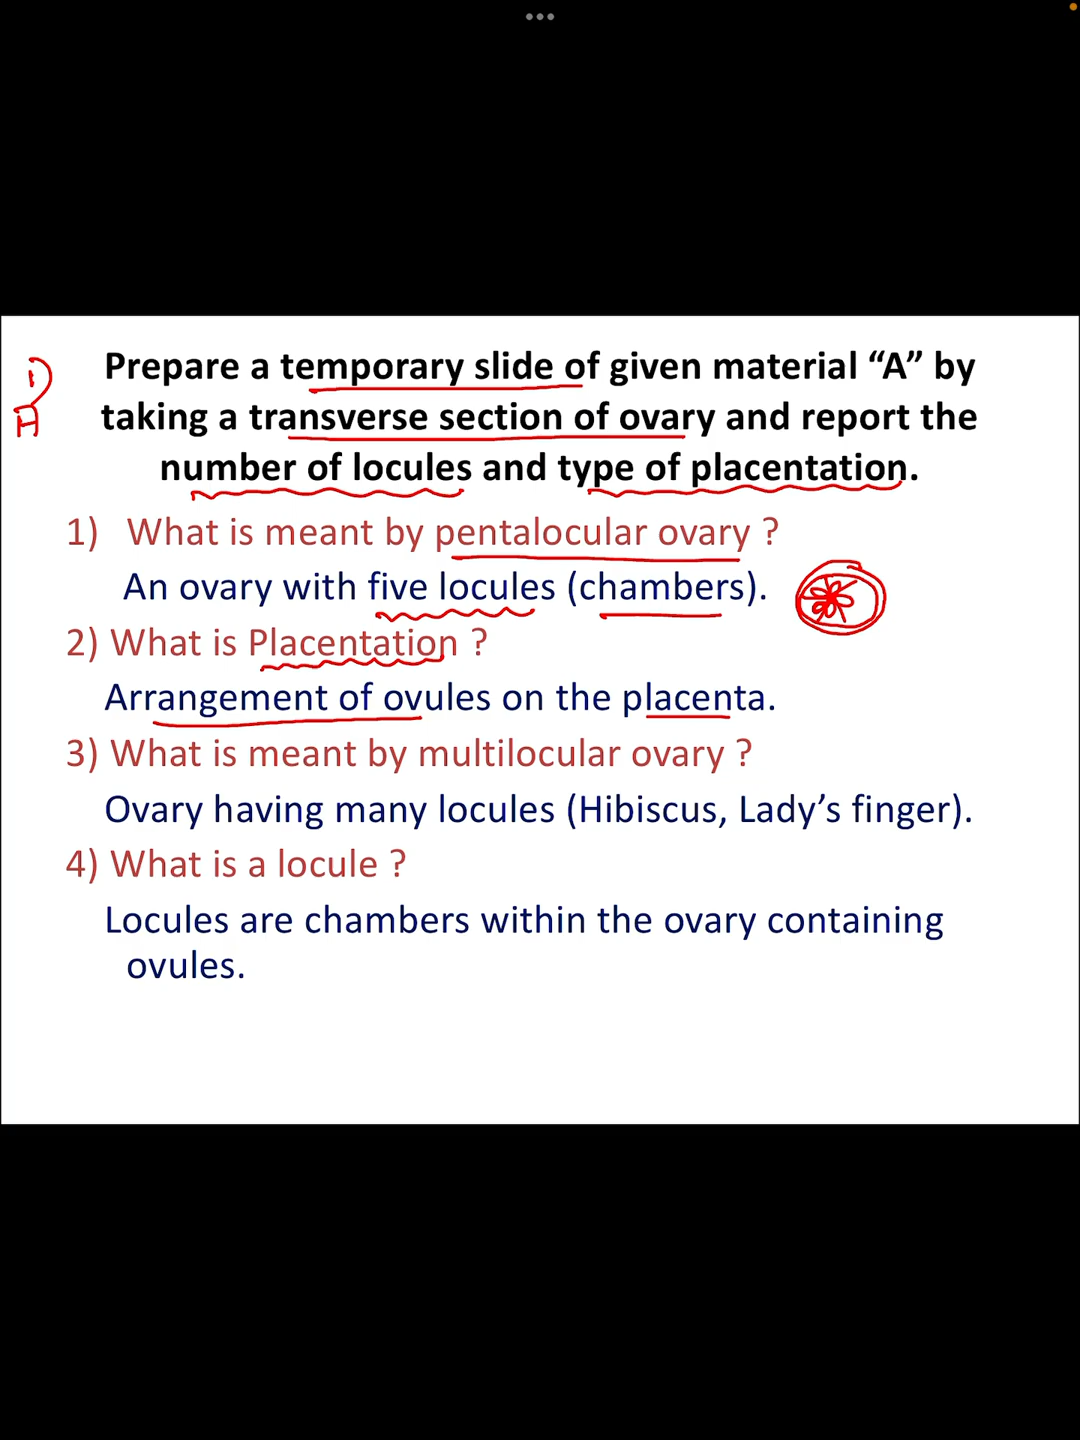 1)
A
Prepare a temporary slide of given material “A” by
taking a transverse section of ovary and report the
number of locules and type of placentation.
1) What is meant by pentalocular ovary ?
An ovary with five locules (chambers).
2) What is Placentation ?
Arrangement of ovules on the placenta.
3) What is meant by multilocular ovary ?
Ovary having many locules (Hibiscus, Lady’s finger).
4) What is a locule ?
Locules are chambers within the ovary containing
ovules.